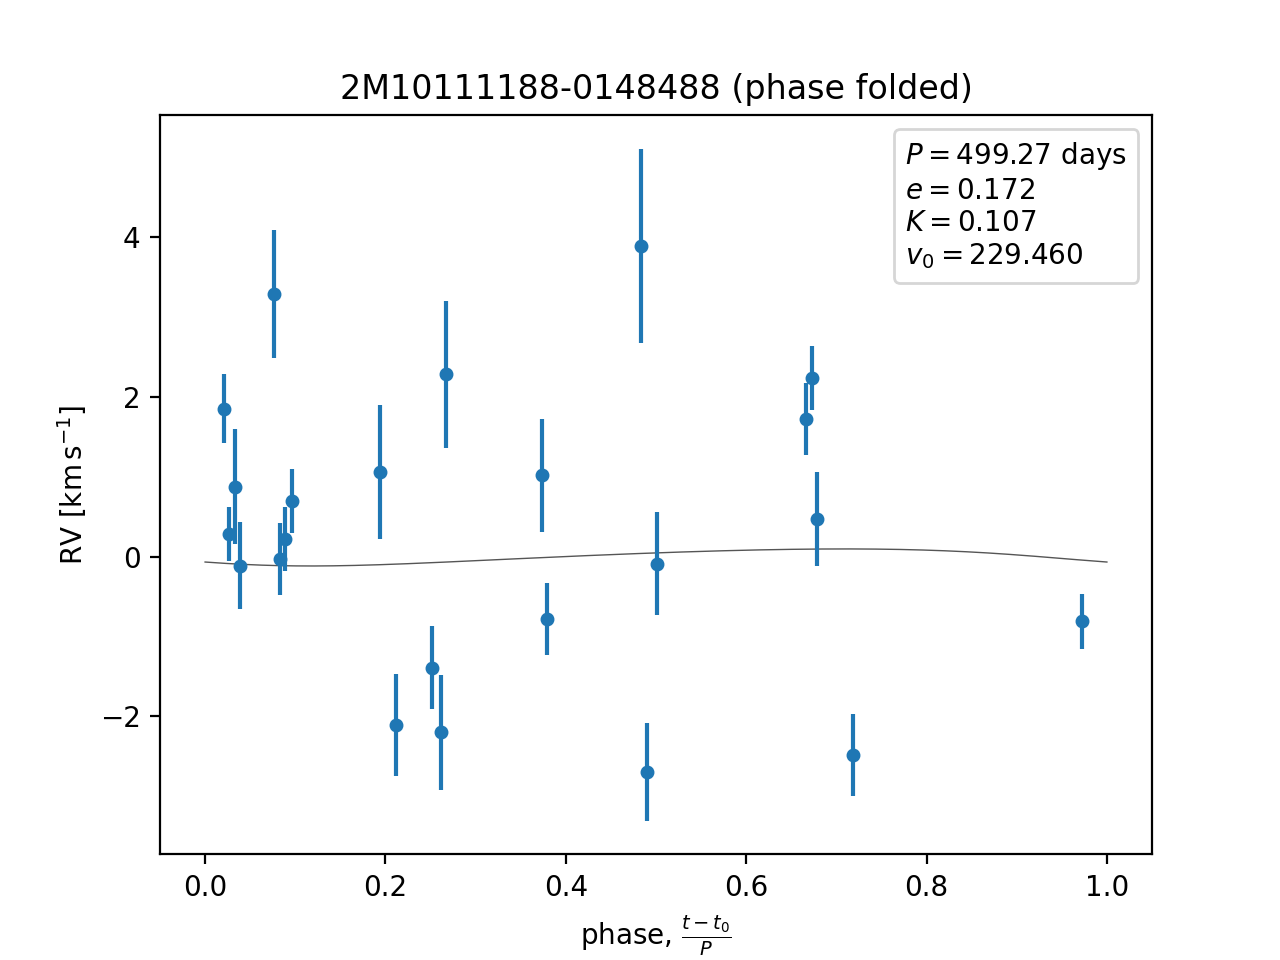 2M10111188-0148488 (phase folded)
P = 499.27 days
e = 0.172
K = 0.107
v₀ = 229.460
RV [km s⁻¹]
4
2
0
−2
0.0 0.2 0.4 0.6 0.8 1.0
phase, (t − t₀)/P